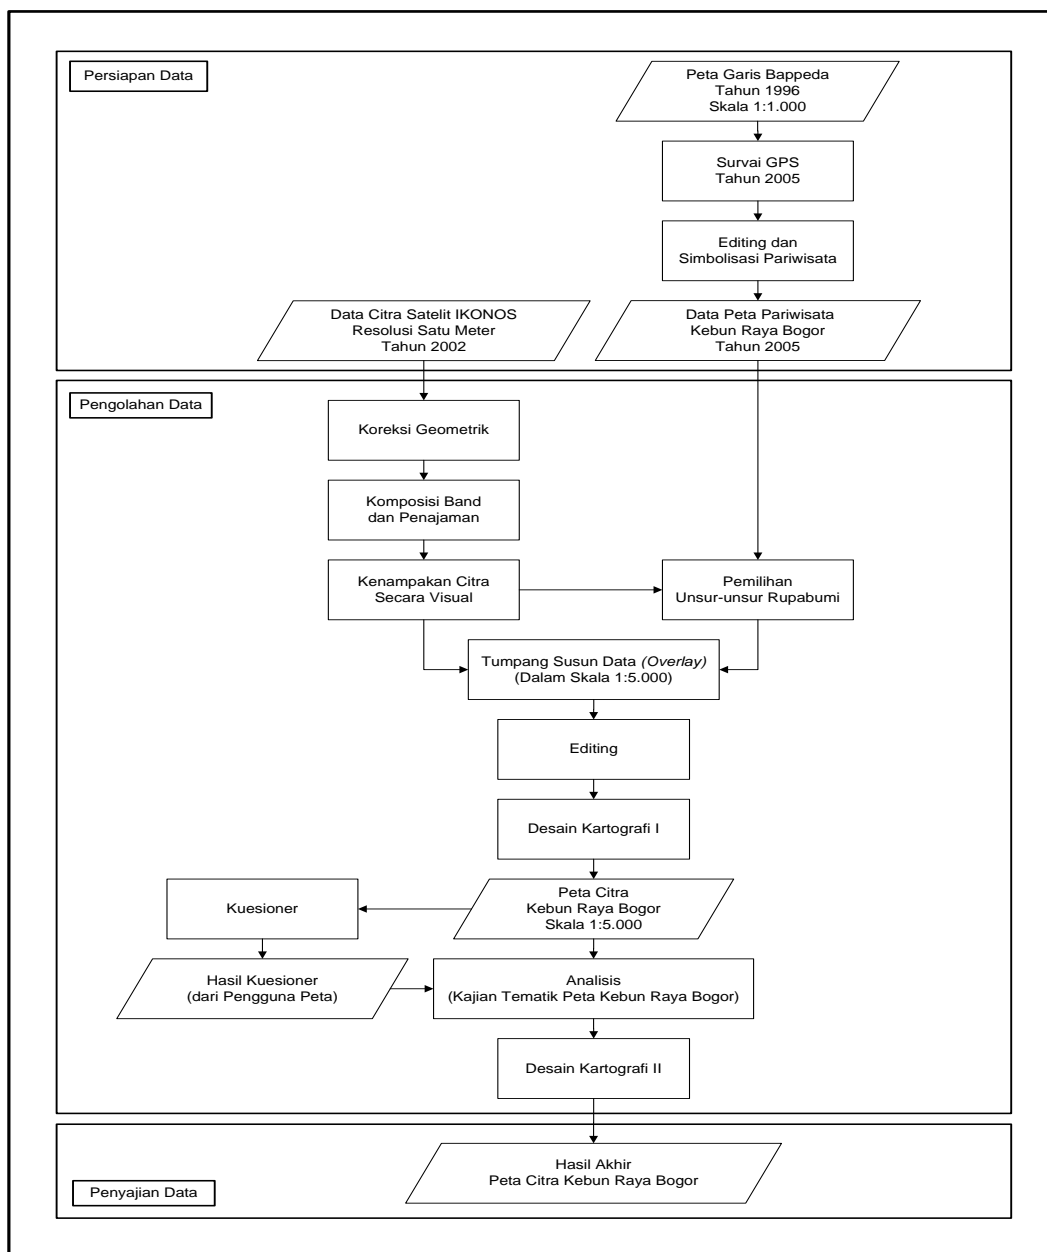 Persiapan Data
Peta Garis Bappeda
Tahun 1996
Skala 1:1.000
Survai GPS
Tahun 2005
Editing dan
Simbolisasi Pariwisata
Data Citra Satelit IKONOS
Resolusi Satu Meter
Tahun 2002
Data Peta Pariwisata
Kebun Raya Bogor
Tahun 2005
Pengolahan Data
Koreksi Geometrik
Komposisi Band
dan Penajaman
Kenampakan Citra
Secara Visual
Pemilihan
Unsur-unsur Rupabumi
Tumpang Susun Data (Overlay)
(Dalam Skala 1:5.000)
Editing
Desain Kartografi I
Kuesioner
Peta Citra
Kebun Raya Bogor
Skala 1:5.000
Hasil Kuesioner
(dari Pengguna Peta)
Analisis
(Kajian Tematik Peta Kebun Raya Bogor)
Desain Kartografi II
Hasil Akhir
Peta Citra Kebun Raya Bogor
Penyajian Data